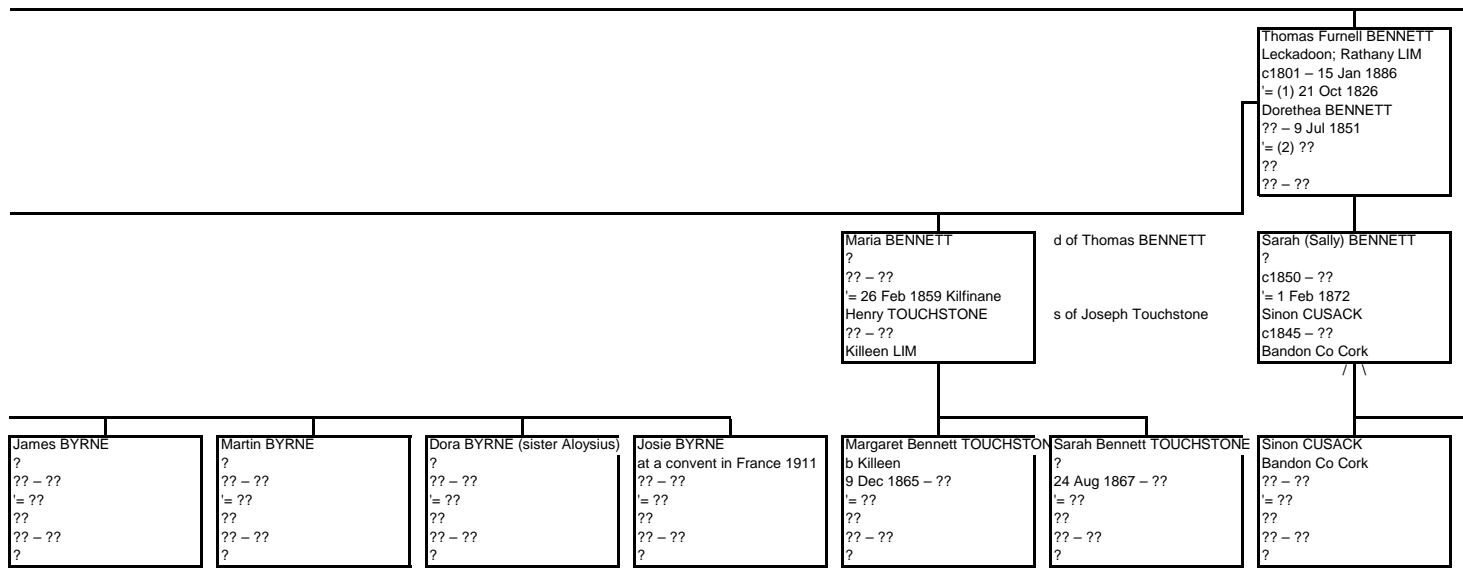 Thomas Furnell BENNETT
Leckadoon; Rathany LIM
c1801 – 15 Jan 1886
'= (1) 21 Oct 1826
Dorethea BENNETT
?? – 9 Jul 1851
'= (2) ??
??
?? – ??
Maria BENNETT
?
?? – ??
'= 26 Feb 1859 Kilfinane
Henry TOUCHSTONE
?? – ??
Killeen LIM
d of Thomas BENNETT
s of Joseph Touchstone
Sarah (Sally) BENNETT
?
c1850 – ??
'= 1 Feb 1872
Sinon CUSACK
c1845 – ??
Bandon Co Cork
/ \
James BYRNE
?
?? – ??
'= ??
??
?? – ??
?
Martin BYRNE
?
?? – ??
'= ??
??
?? – ??
?
Dora BYRNE (sister Aloysius)
?
?? – ??
'= ??
??
?? – ??
?
Josie BYRNE
at a convent in France 1911
?? – ??
'= ??
??
?? – ??
?
Margaret Bennett TOUCHSTON
b Killeen
9 Dec 1865 – ??
'= ??
??
?? – ??
?
Sarah Bennett TOUCHSTONE
?
24 Aug 1867 – ??
'= ??
??
?? – ??
?
Sinon CUSACK
Bandon Co Cork
?? – ??
'= ??
??
?? – ??
?